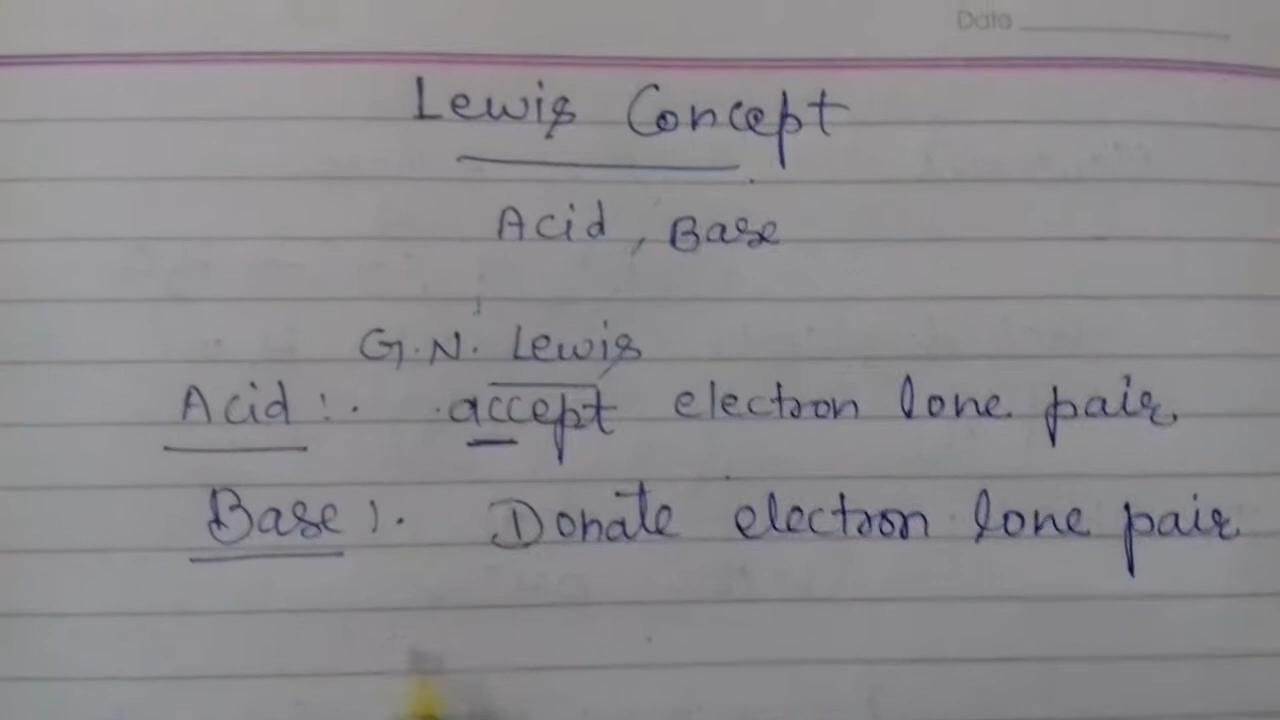 Date
Lewis Concept
Acid, Base
G.N. Lewis
Acid :. accept electron lone pair
Base :. Donate electron lone pair